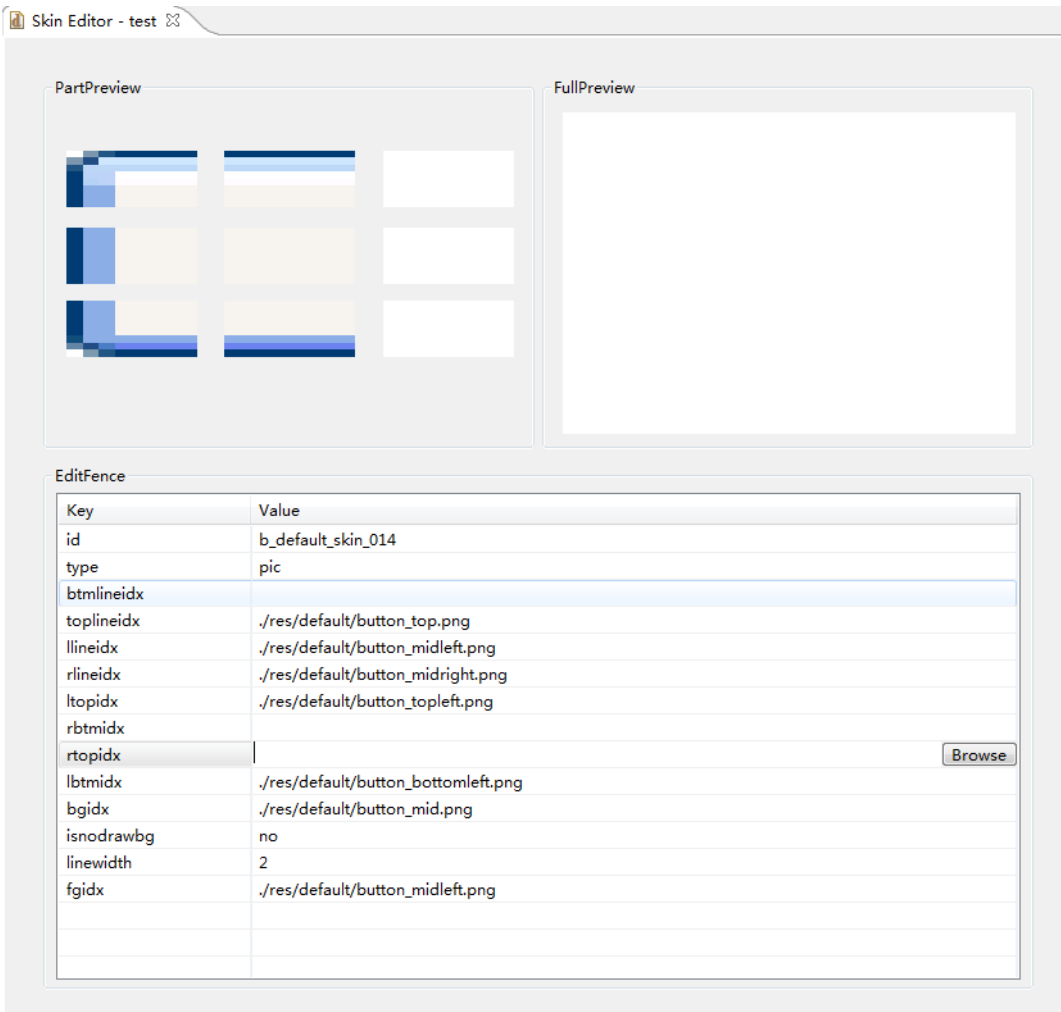 Skin Editor - test
PartPreview
FullPreview
EditFence
Key Value
id b_default_skin_014
type pic
btmlineidx
toplineidx ./res/default/button_top.png
llineidx ./res/default/button_midleft.png
rlineidx ./res/default/button_midright.png
ltopidx ./res/default/button_topleft.png
rbtmidx
rtopidx Browse
lbtmidx ./res/default/button_bottomleft.png
bgidx ./res/default/button_mid.png
isnodrawbg no
linewidth 2
fgidx ./res/default/button_midleft.png